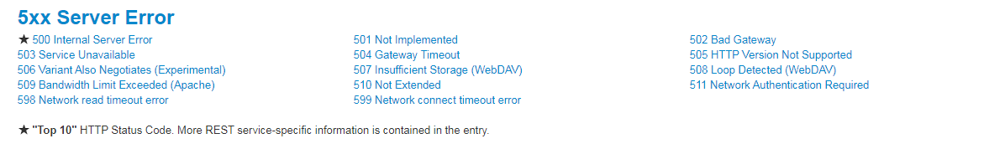 5xx Server Error
★ 500 Internal Server Error 501 Not Implemented 502 Bad Gateway
503 Service Unavailable 504 Gateway Timeout 505 HTTP Version Not Supported
506 Variant Also Negotiates (Experimental) 507 Insufficient Storage (WebDAV) 508 Loop Detected (WebDAV)
509 Bandwidth Limit Exceeded (Apache) 510 Not Extended 511 Network Authentication Required
598 Network read timeout error 599 Network connect timeout error
★ "Top 10" HTTP Status Code. More REST service-specific information is contained in the entry.